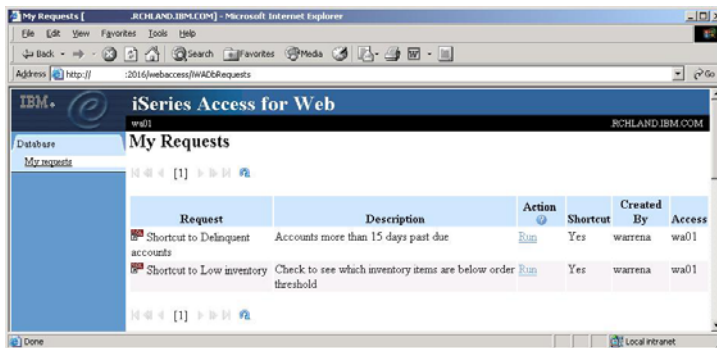 My Requests [ .RCHLAND.IBM.COM] - Microsoft Internet Explorer
File Edit View Favorites Tools Help
Back Search Favorites Media
Address http:// :2016/webaccess/iWADbRequests Go
IBM iSeries Access for Web
wa01 RCHLAND.IBM.COM
Database
My requests
My Requests
[1]
Request Description Action Shortcut Created By Access
Shortcut to Delinquent accounts Accounts more than 15 days past due Run Yes warrena wa01
Shortcut to Low inventory Check to see which inventory items are below order threshold Run Yes warrena wa01
[1]
Done Local intranet